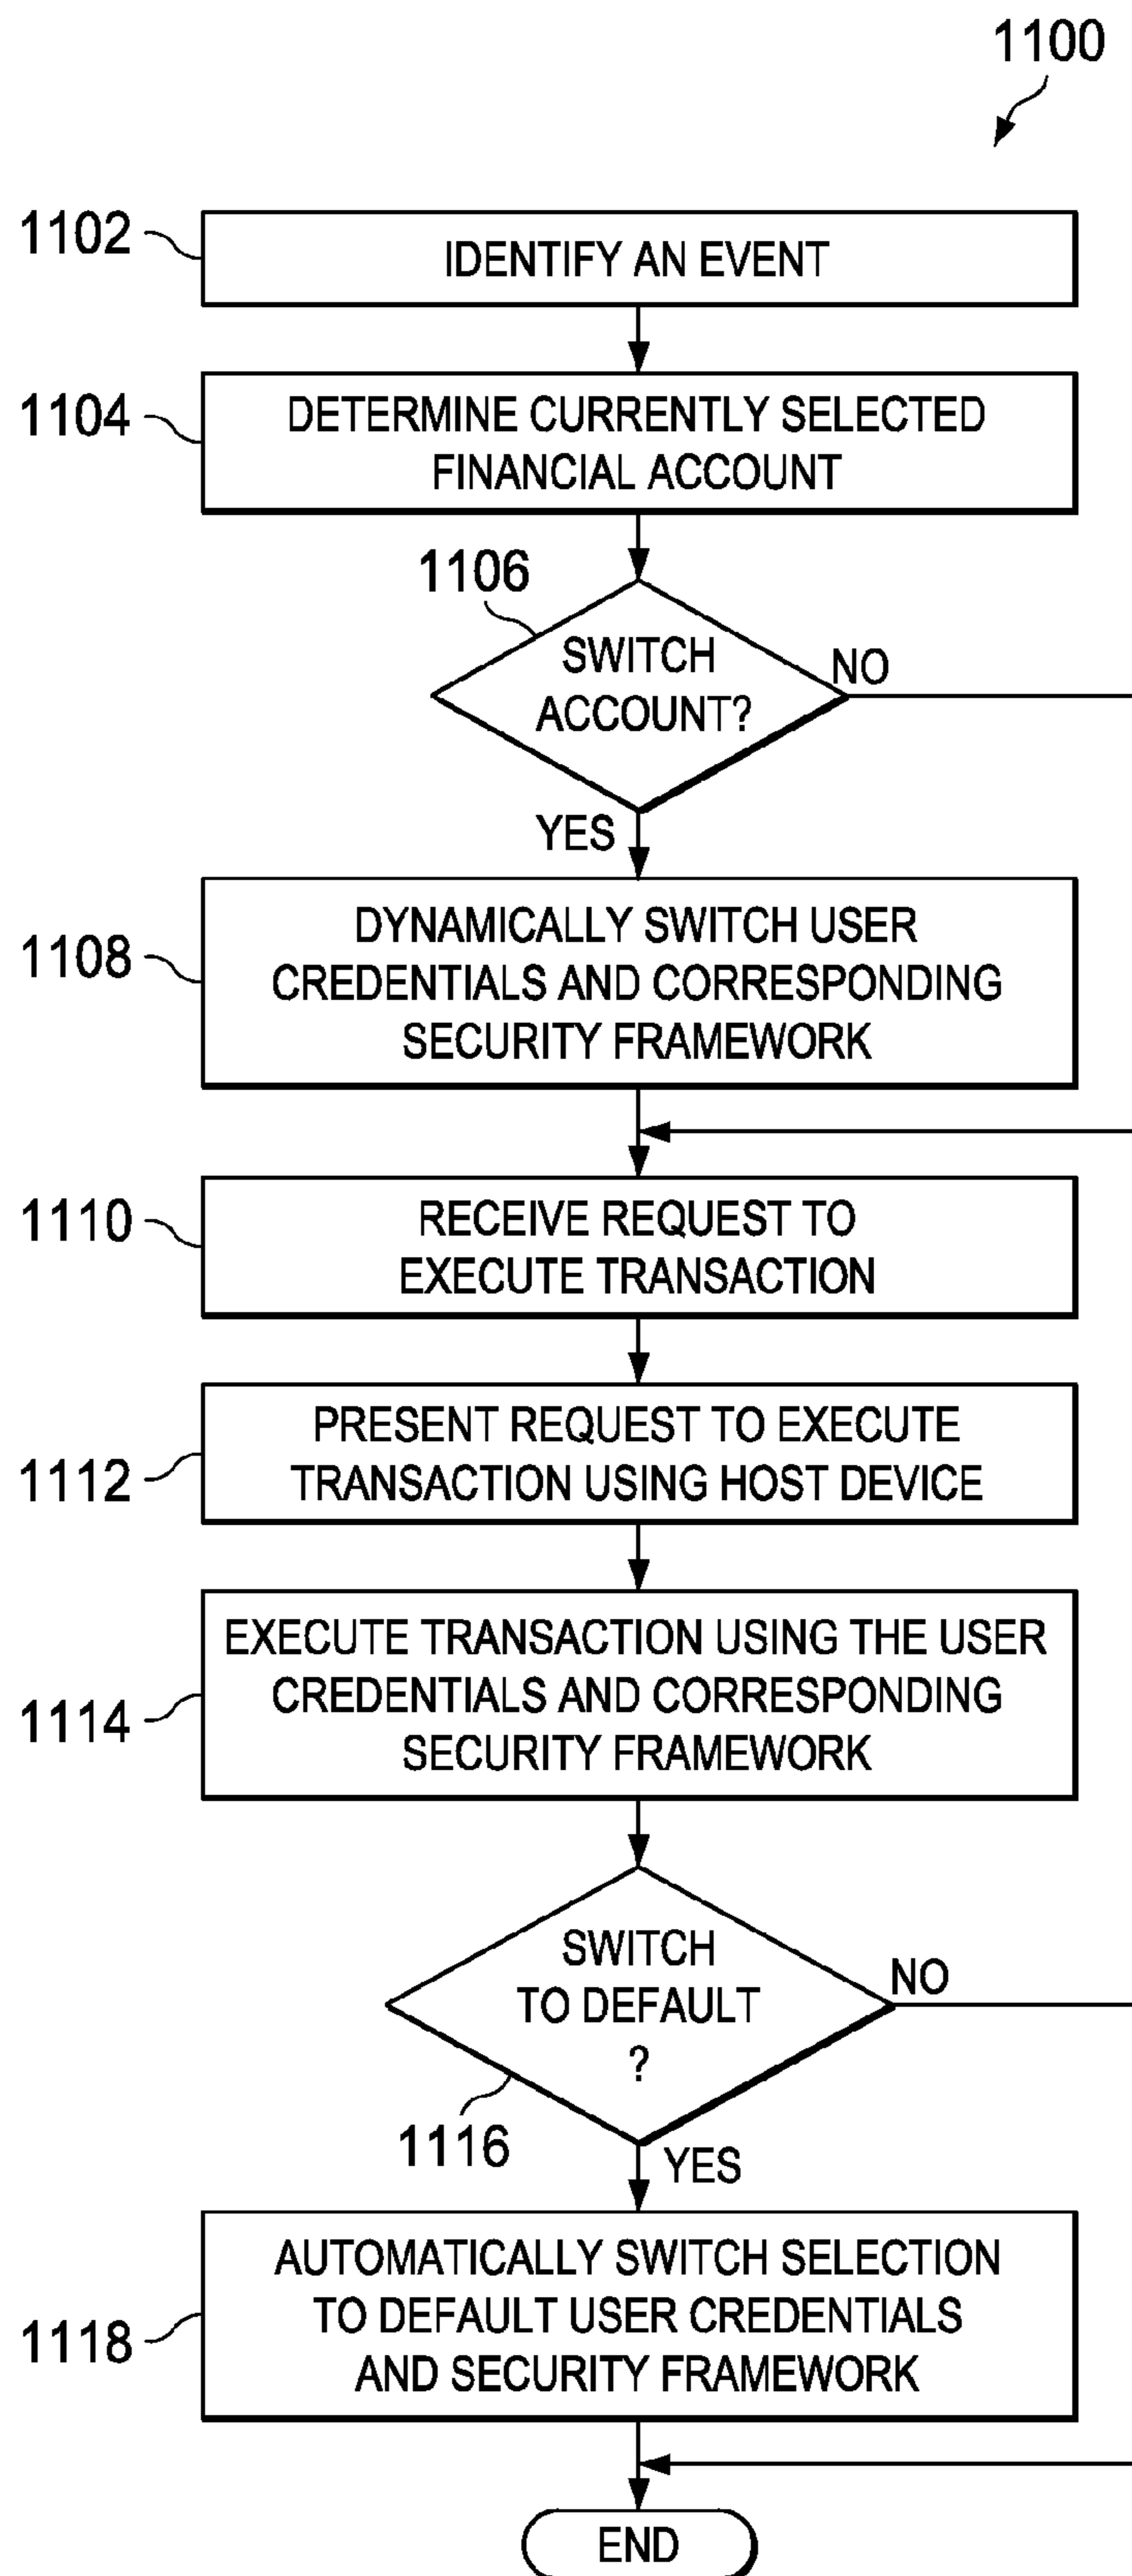 1100
1102
IDENTIFY AN EVENT
1104
DETERMINE CURRENTLY SELECTED
FINANCIAL ACCOUNT
1106
SWITCH
ACCOUNT?
NO
YES
1108
DYNAMICALLY SWITCH USER
CREDENTIALS AND CORRESPONDING
SECURITY FRAMEWORK
1110
RECEIVE REQUEST TO
EXECUTE TRANSACTION
1112
PRESENT REQUEST TO EXECUTE
TRANSACTION USING HOST DEVICE
1114
EXECUTE TRANSACTION USING THE USER
CREDENTIALS AND CORRESPONDING
SECURITY FRAMEWORK
SWITCH
TO DEFAULT
?
NO
1116
YES
1118
AUTOMATICALLY SWITCH SELECTION
TO DEFAULT USER CREDENTIALS
AND SECURITY FRAMEWORK
END